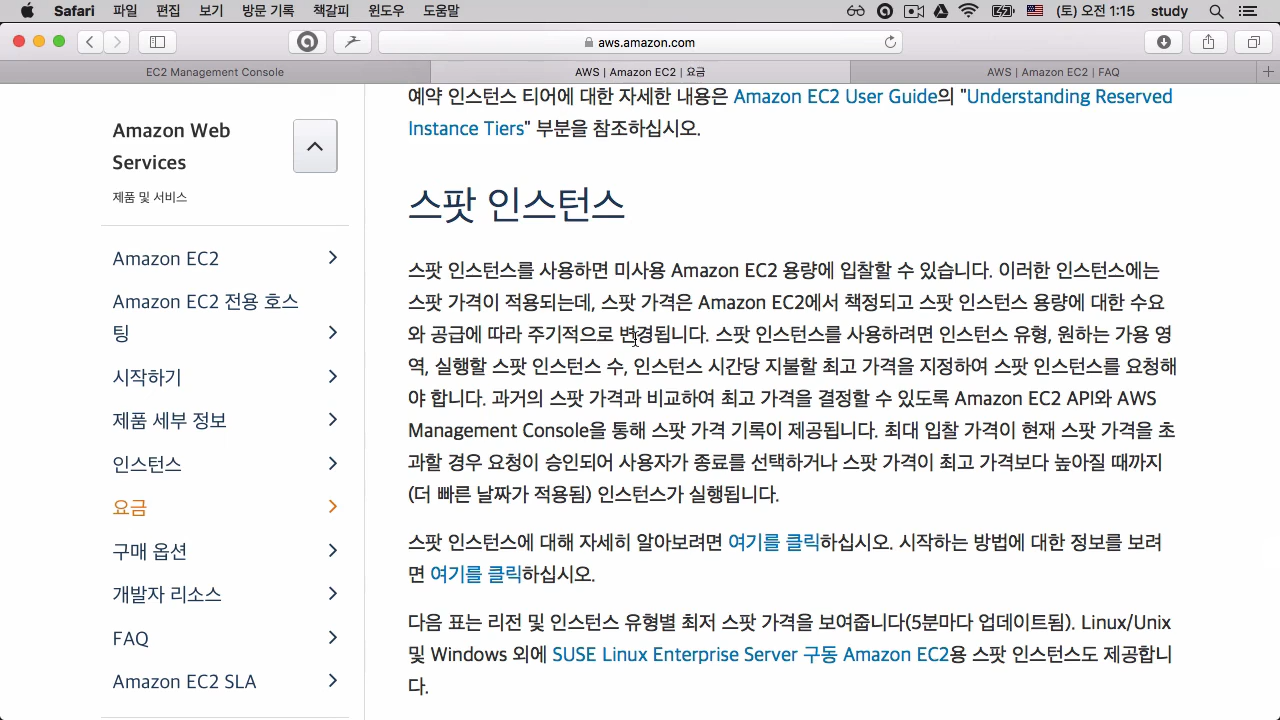 Safari 파일 편집 보기 방문 기록 책갈피 윈도우 도움말 (토) 오전 1:15 study
aws.amazon.com
EC2 Management Console
AWS | Amazon EC2 | 요금
AWS | Amazon EC2 | FAQ
Amazon Web
Services
제품 및 서비스
Amazon EC2
Amazon EC2 전용 호스
팅
시작하기
제품 세부 정보
인스턴스
요금
구매 옵션
개발자 리소스
FAQ
Amazon EC2 SLA
예약 인스턴스 티어에 대한 자세한 내용은 Amazon EC2 User Guide의 "Understanding Reserved
Instance Tiers" 부분을 참조하십시오.
스팟 인스턴스
스팟 인스턴스를 사용하면 미사용 Amazon EC2 용량에 입찰할 수 있습니다. 이러한 인스턴스에는
스팟 가격이 적용되는데, 스팟 가격은 Amazon EC2에서 책정되고 스팟 인스턴스 용량에 대한 수요
와 공급에 따라 주기적으로 변경됩니다. 스팟 인스턴스를 사용하려면 인스턴스 유형, 원하는 가용 영
역, 실행할 스팟 인스턴스 수, 인스턴스 시간당 지불할 최고 가격을 지정하여 스팟 인스턴스를 요청해
야 합니다. 과거의 스팟 가격과 비교하여 최고 가격을 결정할 수 있도록 Amazon EC2 API와 AWS
Management Console을 통해 스팟 가격 기록이 제공됩니다. 최대 입찰 가격이 현재 스팟 가격을 초
과할 경우 요청이 승인되어 사용자가 종료를 선택하거나 스팟 가격이 최고 가격보다 높아질 때까지
(더 빠른 날짜가 적용됨) 인스턴스가 실행됩니다.
스팟 인스턴스에 대해 자세히 알아보려면 여기를 클릭하십시오. 시작하는 방법에 대한 정보를 보려
면 여기를 클릭하십시오.
다음 표는 리전 및 인스턴스 유형별 최저 스팟 가격을 보여줍니다(5분마다 업데이트됨). Linux/Unix
및 Windows 외에 SUSE Linux Enterprise Server 구동 Amazon EC2용 스팟 인스턴스도 제공합니
다.